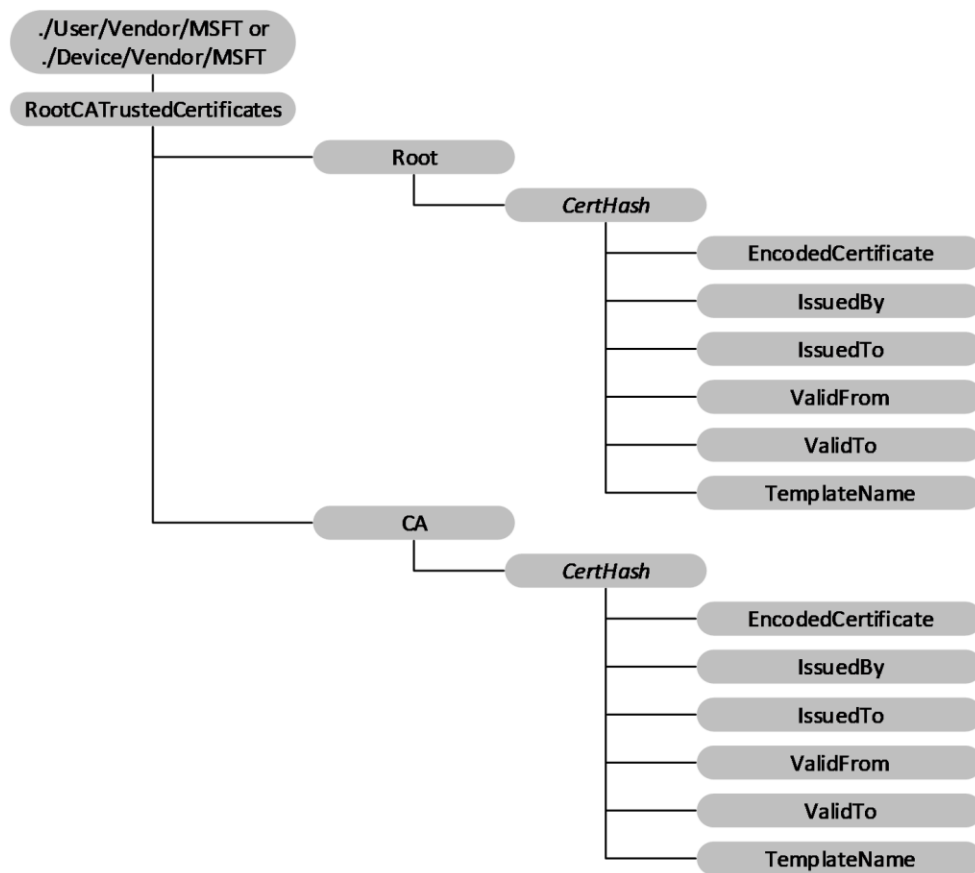 ./User/Vendor/MSFT or
./Device/Vendor/MSFT
RootCATrustedCertificates
Root
CertHash
EncodedCertificate
IssuedBy
IssuedTo
ValidFrom
ValidTo
TemplateName
CA
CertHash
EncodedCertificate
IssuedBy
IssuedTo
ValidFrom
ValidTo
TemplateName